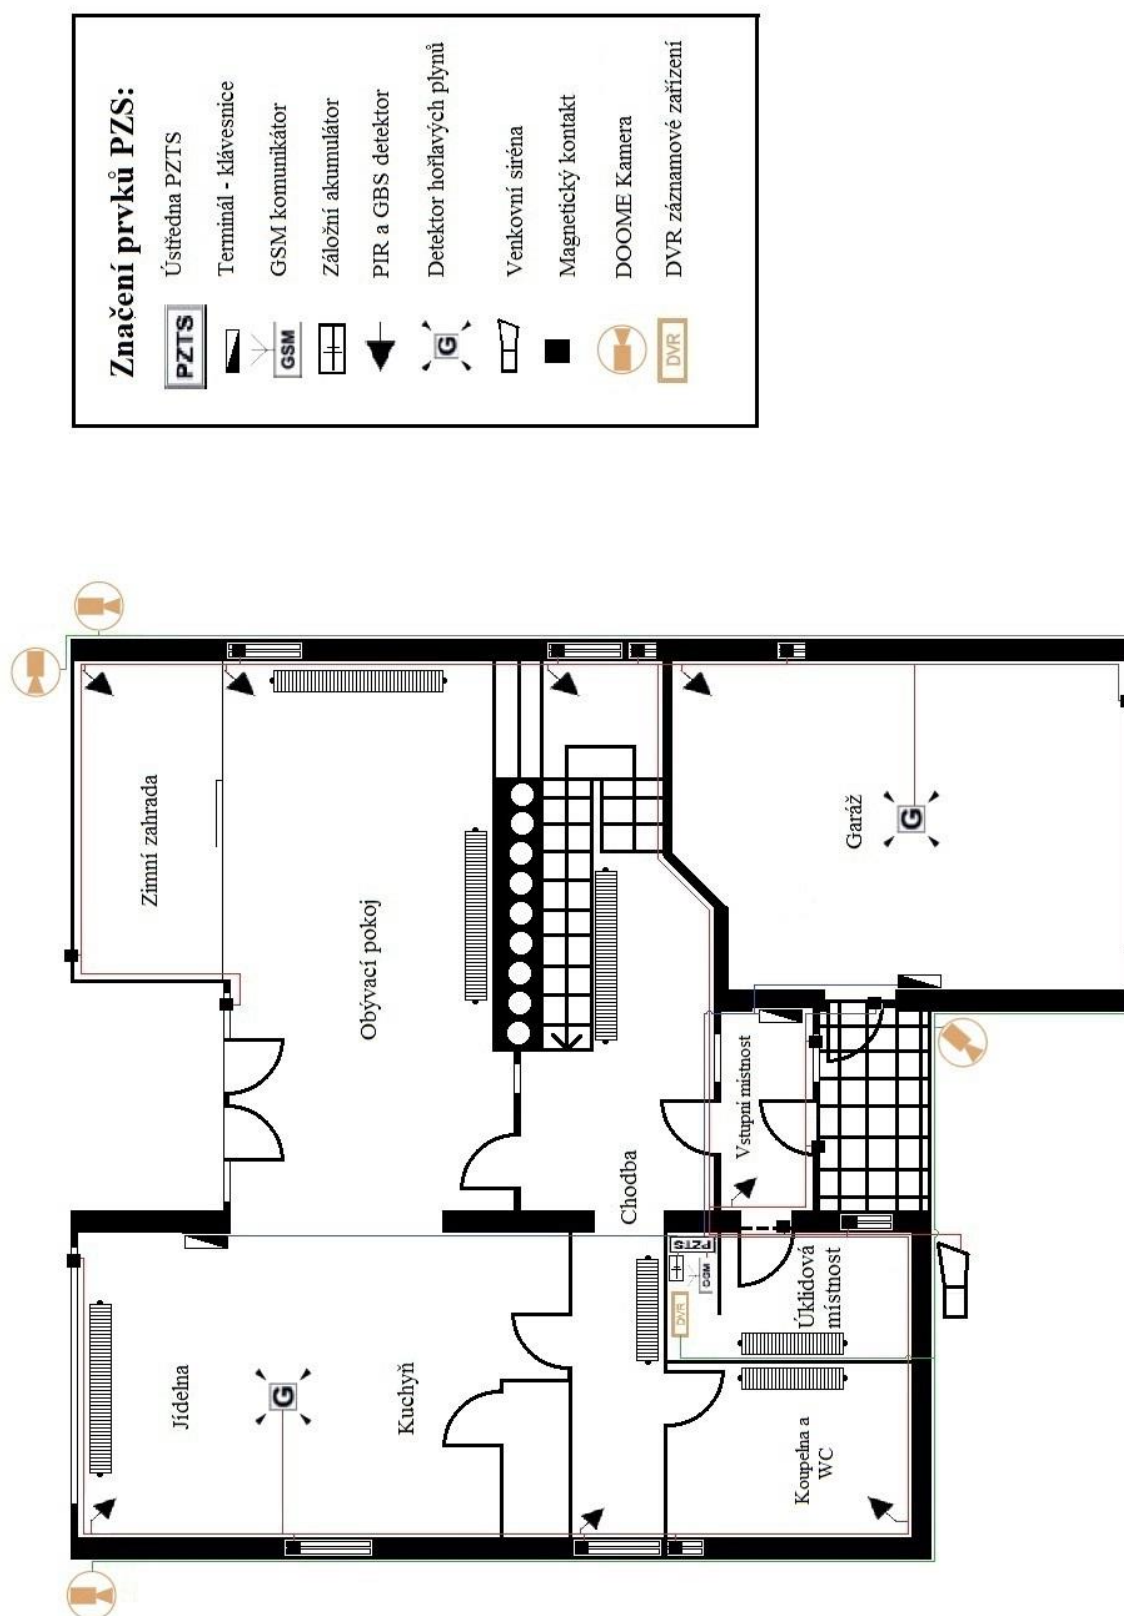 Značení prvků PZS:
PZTS Ústředna PZTS
Terminál - klávesnice
GSM GSM komunikátor
Záložní akumulátor
PIR a GBS detektor
G Detektor hořlavých plynů
Venkovní siréna
Magnetický kontakt
DOOME Kamera
DVR DVR záznamové zařízení
Zimní zahrada
Obývací pokoj
Garáž
G
Vstupní místnost
Chodba
Jídelna
G
Kuchyň
PZTS
GSM
DVR
Úklidová
místnost
Koupelna a
WC